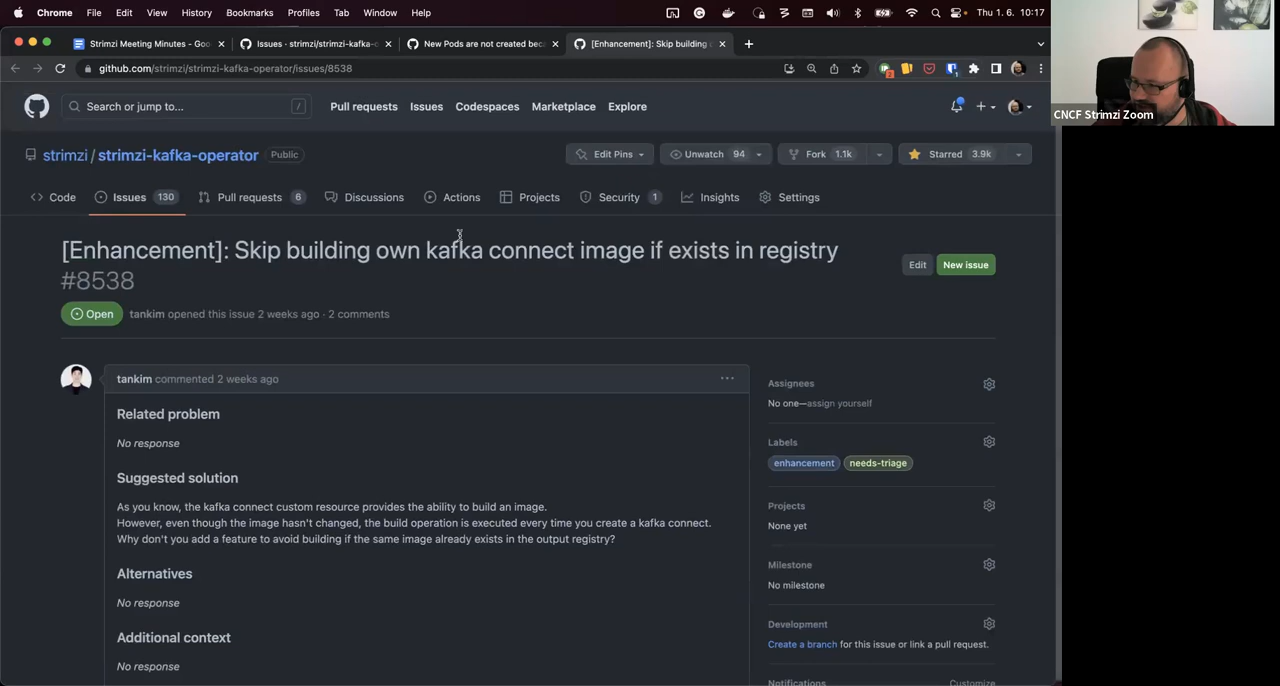 Chrome File Edit View History Bookmarks Profiles Tab Window Help Thu 1. 6. 10:17
Strimzi Meeting Minutes - Goo
Issues · strimzi/strimzi-kafka-o
New Pods are not created beca
[Enhancement]: Skip building
github.com/strimzi/strimzi-kafka-operator/issues/8538
Search or jump to... /
Pull requests Issues Codespaces Marketplace Explore
CNCF Strimzi Zoom
strimzi / strimzi-kafka-operator Public
Edit Pins Unwatch 94 Fork 1.1k Starred 3.9k
Code Issues 130 Pull requests 6 Discussions Actions Projects Security 1 Insights Settings
[Enhancement]: Skip building own kafka connect image if exists in registry
#8538
Edit New issue
Open tankim opened this issue 2 weeks ago · 2 comments
tankim commented 2 weeks ago
Related problem
No response
Suggested solution
As you know, the kafka connect custom resource provides the ability to build an image.
However, even though the image hasn't changed, the build operation is executed every time you create a kafka connect.
Why don't you add a feature to avoid building if the same image already exists in the output registry?
Alternatives
No response
Additional context
No response
Assignees
No one—assign yourself
Labels
enhancement needs-triage
Projects
None yet
Milestone
No milestone
Development
Create a branch for this issue or link a pull request.
Notifications Customize